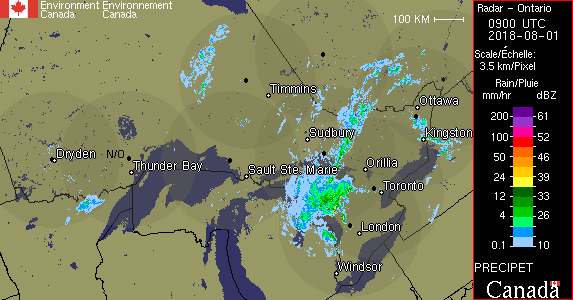 Environment Environnement
Canada Canada
100 KM
Timmins
Ottawa
Sudbury
Kingston
Dryden
N/O
Thunder Bay
Sault Ste. Marie
Orillia
Toronto
London
Windsor
Radar - Ontario
0900 UTC
2018-08-01
Scale/Échelle:
3.5 km/Pixel
Rain/Pluie
mm/hr dBZ
200 61
100 56
50 52
50 46
24 39
12 33
4 26
0.1 10
PRECIPET
Canada